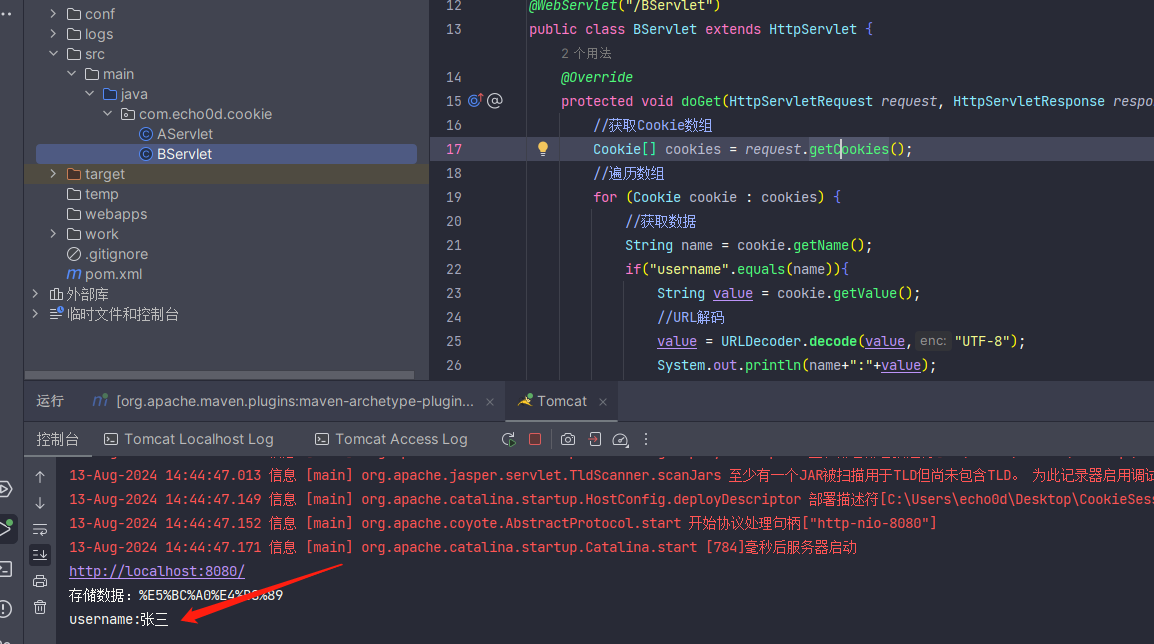 conf
logs
src
main
java
com.echo0d.cookie
AServlet
BServlet
target
temp
webapps
work
.gitignore
pom.xml
外部库
临时文件和控制台
12 @WebServlet("/BServlet")
13 public class BServlet extends HttpServlet {
2 个用法
14 @Override
15 protected void doGet(HttpServletRequest request, HttpServletResponse respo
16 //获取Cookie数组
17 Cookie[] cookies = request.getCookies();
18 //遍历数组
19 for (Cookie cookie : cookies) {
20 //获取数据
21 String name = cookie.getName();
22 if("username".equals(name)){
23 String value = cookie.getValue();
24 //URL解码
25 value = URLDecoder.decode(value, enc: "UTF-8");
26 System.out.println(name+":"+value);
运行 [org.apache.maven.plugins:maven-archetype-plugin... Tomcat
控制台 Tomcat Localhost Log Tomcat Access Log
13-Aug-2024 14:44:47.013 信息 [main] org.apache.jasper.servlet.TldScanner.scanJars 至少有一个JAR被扫描用于TLD但尚未包含TLD。 为此记录器启用调试
13-Aug-2024 14:44:47.149 信息 [main] org.apache.catalina.startup.HostConfig.deployDescriptor 部署描述符[C:\Users\echo0d\Desktop\CookieSes
13-Aug-2024 14:44:47.152 信息 [main] org.apache.coyote.AbstractProtocol.start 开始协议处理句柄["http-nio-8080"]
13-Aug-2024 14:44:47.171 信息 [main] org.apache.catalina.startup.Catalina.start [784]毫秒后服务器启动
http://localhost:8080/
存储数据：
username:张三